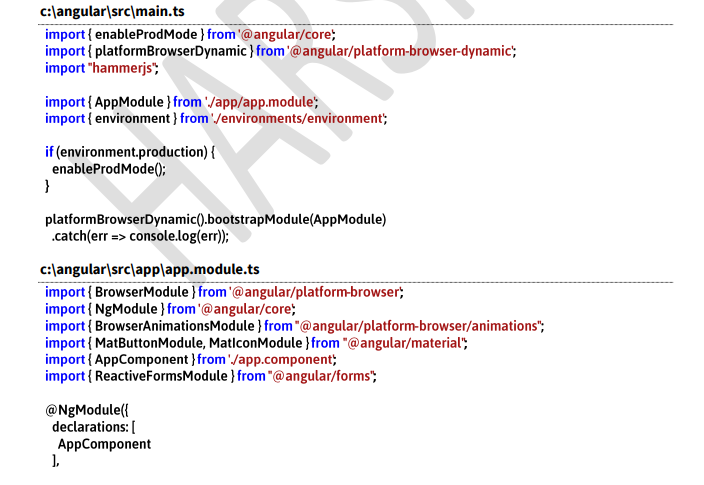 c:\angular\src\main.ts
import { enableProdMode } from '@angular/core';
import { platformBrowserDynamic } from '@angular/platform-browser-dynamic';
import "hammerjs";
import { AppModule } from './app/app.module';
import { environment } from './environments/environment';
if (environment.production) {
enableProdMode();
}
platformBrowserDynamic().bootstrapModule(AppModule)
.catch(err => console.log(err));
c:\angular\src\app\app.module.ts
import { BrowserModule } from '@angular/platform-browser';
import { NgModule } from '@angular/core';
import { BrowserAnimationsModule } from "@angular/platform-browser/animations";
import { MatButtonModule, MatIconModule } from "@angular/material";
import { AppComponent } from './app.component';
import { ReactiveFormsModule } from "@angular/forms";
@NgModule({
declarations: [
AppComponent
],